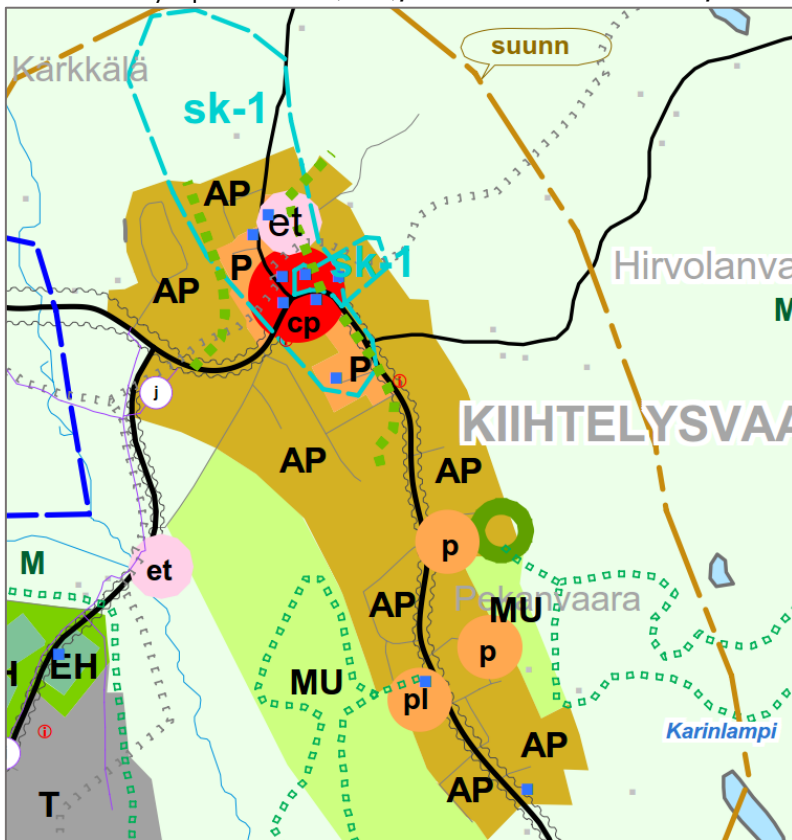 suunn
Kärkkälä
sk-1
AP
et
P
sk-1
Hirvolanva
AP
M
cp
P
j
KIIHTELYSVAA
AP
AP
p
et
M
Pekanvaara
AP
MU
p
EH
H
MU
pl
Karinlampi
AP
AP
T